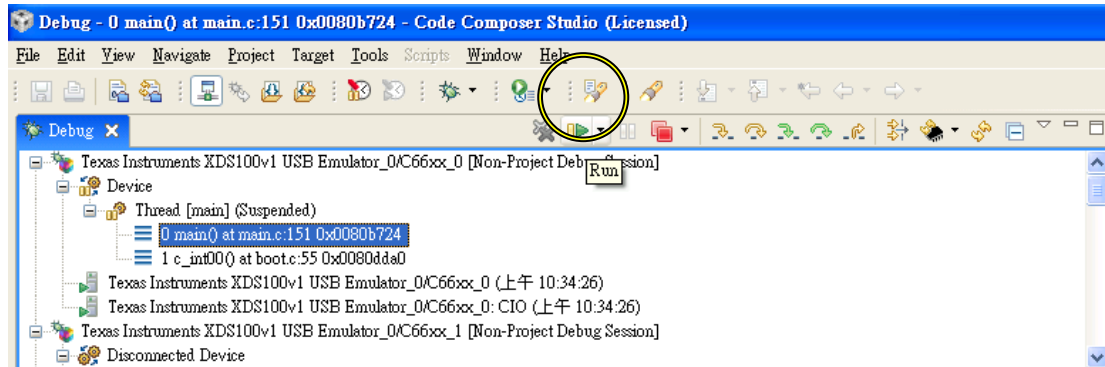 Debug - 0 main() at main.c:151 0x0080b724 - Code Composer Studio (Licensed)
File Edit View Navigate Project Target Tools Scripts Window Help
Debug
Run
Texas Instruments XDS100v1 USB Emulator_0/C66xx_0 [Non-Project Debug Session]
Device
Thread [main] (Suspended)
0 main() at main.c:151 0x0080b724
1 c_int00() at boot.c:55 0x0080dda0
Texas Instruments XDS100v1 USB Emulator_0/C66xx_0 (上午 10:34:26)
Texas Instruments XDS100v1 USB Emulator_0/C66xx_0: CIO (上午 10:34:26)
Texas Instruments XDS100v1 USB Emulator_0/C66xx_1 [Non-Project Debug Session]
Disconnected Device